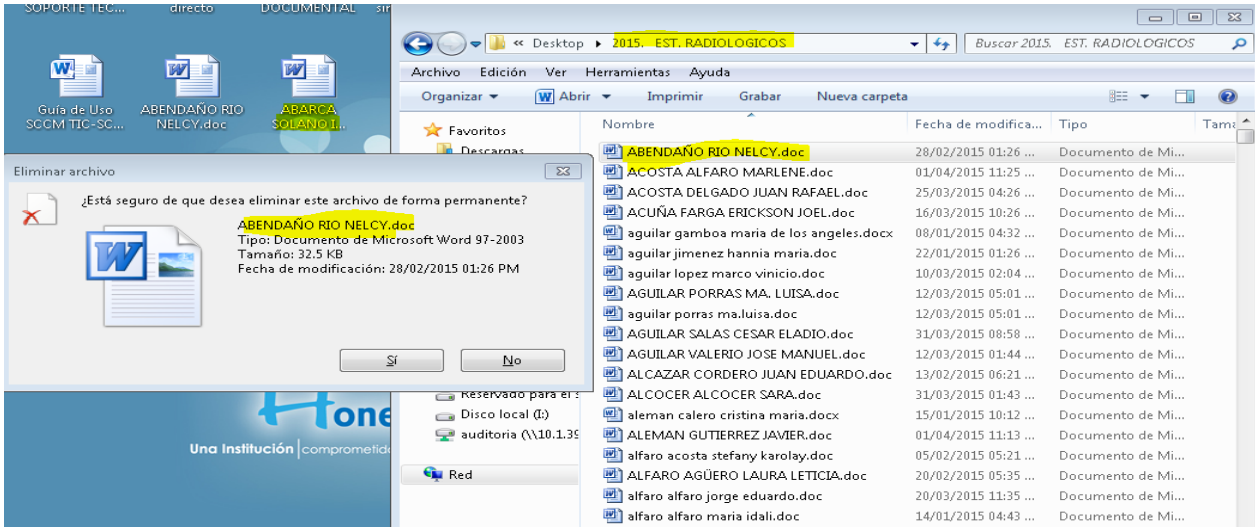 SOPORTE TEC...
directo
DOCUMENTAL
Guía de Uso
SCCM TIC-SC...
ABENDAÑO RIO
NELCY.doc
ABARCA
SOLANO I...
Eliminar archivo
¿Está seguro de que desea eliminar este archivo de forma permanente?
ABENDAÑO RIO NELCY.doc
Tipo: Documento de Microsoft Word 97-2003
Tamaño: 32.5 KB
Fecha de modificación: 28/02/2015 01:26 PM
Sí
No
Una Institución comprometida
« Desktop ▸ 2015. EST. RADIOLOGICOS
Buscar 2015. EST. RADIOLOGICOS
Archivo Edición Ver Herramientas Ayuda
Organizar Abrir Imprimir Grabar Nueva carpeta
Favoritos
Descargas
Reservado para el s
Disco local (I:)
auditoria (\\10.1.39
Red
Nombre Fecha de modifica... Tipo Tama
ABENDAÑO RIO NELCY.doc 28/02/2015 01:26 ... Documento de Mi...
ACOSTA ALFARO MARLENE.doc 01/04/2015 11:25 ... Documento de Mi...
ACOSTA DELGADO JUAN RAFAEL.doc 25/03/2015 04:26 ... Documento de Mi...
ACUÑA FARGA ERICKSON JOEL.doc 16/03/2015 10:26 ... Documento de Mi...
aguilar gamboa maria de los angeles.docx 08/01/2015 04:32 ... Documento de Mi...
aguilar jimenez hannia maria.doc 22/01/2015 01:26 ... Documento de Mi...
aguilar lopez marco vinicio.doc 10/03/2015 02:04 ... Documento de Mi...
AGUILAR PORRAS MA. LUISA.doc 12/03/2015 05:01 ... Documento de Mi...
aguilar porras ma.luisa.doc 12/03/2015 05:01 ... Documento de Mi...
AGUILAR SALAS CESAR ELADIO.doc 31/03/2015 08:58 ... Documento de Mi...
AGUILAR VALERIO JOSE MANUEL.doc 12/03/2015 01:44 ... Documento de Mi...
ALCAZAR CORDERO JUAN EDUARDO.doc 13/02/2015 06:21 ... Documento de Mi...
ALCOCER ALCOCER SARA.doc 31/03/2015 01:43 ... Documento de Mi...
aleman calero cristina maria.docx 15/01/2015 10:12 ... Documento de Mi...
ALEMAN GUTIERREZ JAVIER.doc 01/04/2015 11:13 ... Documento de Mi...
alfaro acosta stefany karolay.doc 05/02/2015 05:21 ... Documento de Mi...
ALFARO AGÜERO LAURA LETICIA.doc 20/02/2015 05:35 ... Documento de Mi...
alfaro alfaro jorge eduardo.doc 20/03/2015 11:35 ... Documento de Mi...
alfaro alfaro maria idali.doc 14/01/2015 04:43 ... Documento de Mi...